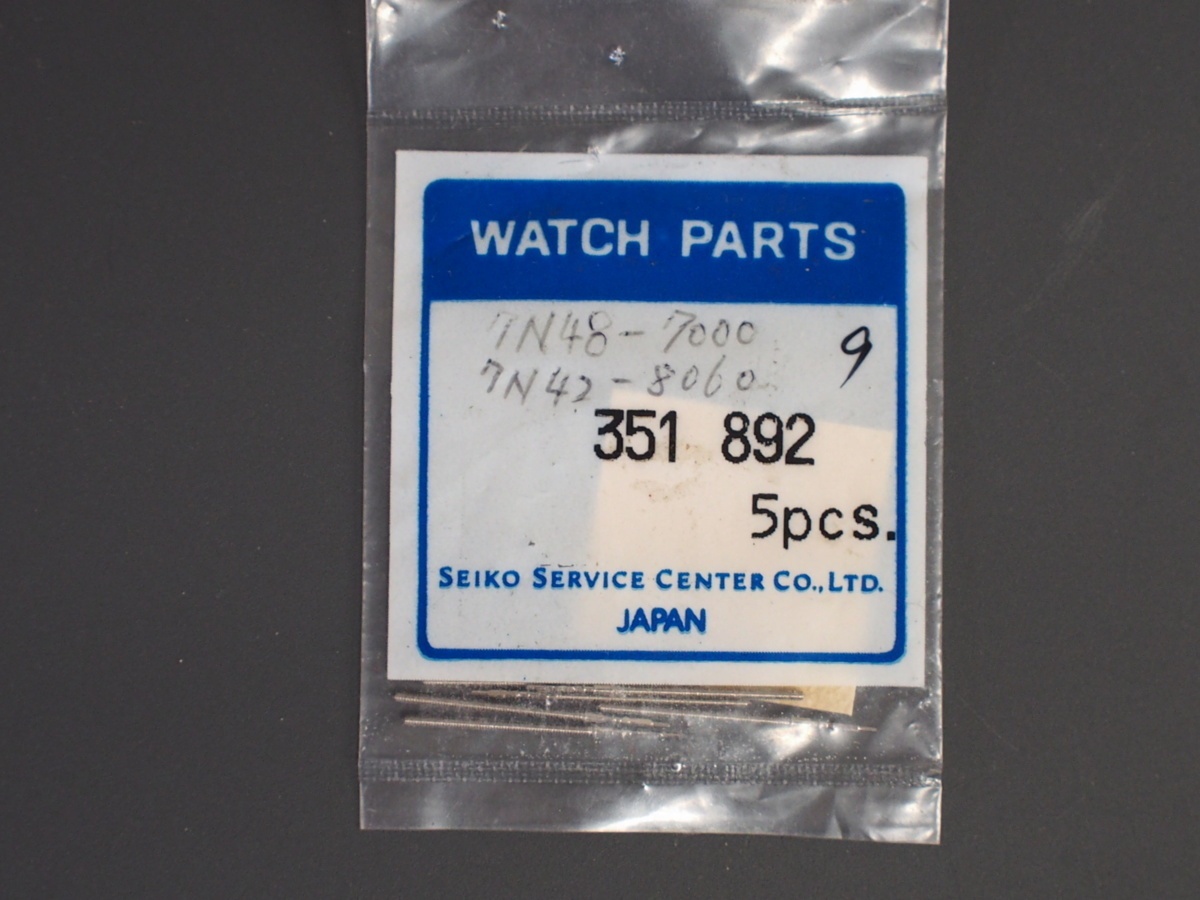 WATCH PARTS
7N48-7000
9
7N42-8060
351 892
5pcs.
SEIKO SERVICE CENTER CO.,LTD.
JAPAN